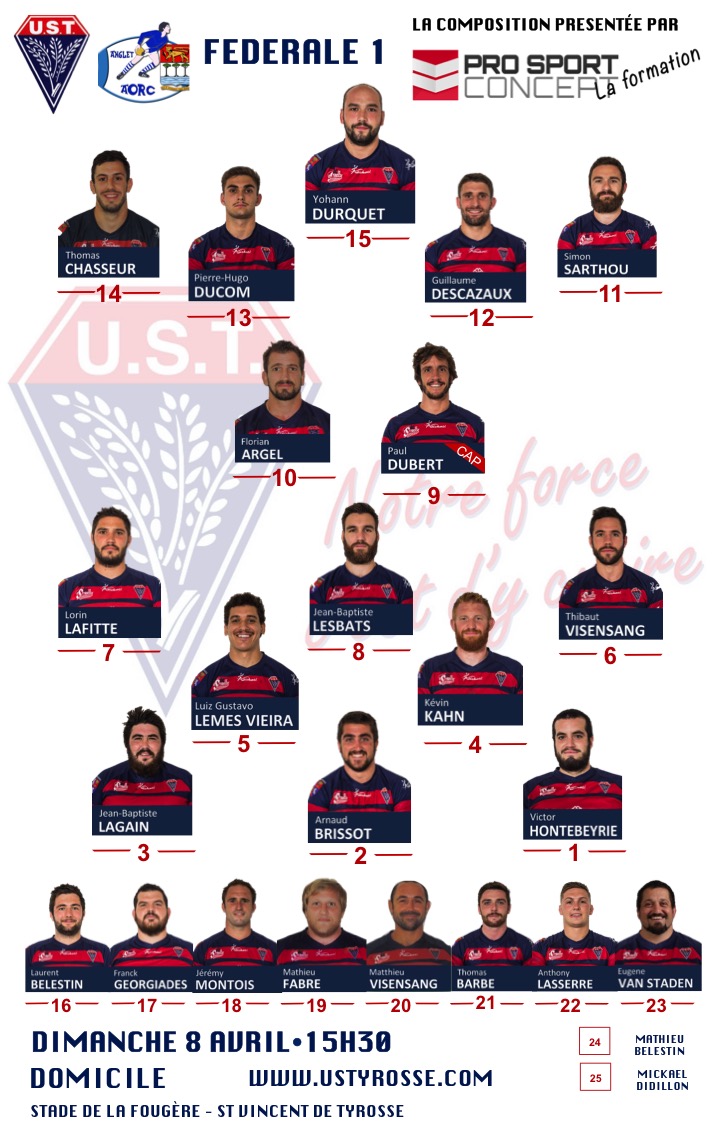 U.S.T.
ANGLET
AORC
FEDERALE 1
LA COMPOSITION PRESENTÉE PAR
PRO SPORT
CONCEPT
La formation
Yohann
DURQUET
15
Thomas
CHASSEUR
14
Pierre-Hugo
DUCOM
13
Guillaume
DESCAZAUX
12
Simon
SARTHOU
11
U.S.T.
Notre force
d'y croire
Florian
ARGEL
10
Paul
DUBERT
CAP
9
Lorin
LAFITTE
7
Jean-Baptiste
LESBATS
8
Thibaut
VISENSANG
6
Luiz Gustavo
LEMES VIEIRA
5
Kévin
KAHN
4
Jean-Baptiste
LAGAIN
3
Arnaud
BRISSOT
2
Victor
HONTEBEYRIE
1
Laurent
BELESTIN
16
Franck
GEORGIADES
17
Jérémy
MONTOIS
18
Mathieu
FABRE
19
Matthieu
VISENSANG
20
Thomas
BARBE
21
Anthony
LASSERRE
22
Eugene
VAN STADEN
23
DIMANCHE 8 AVRIL•15H30
DOMICILE
WWW.USTYROSSE.COM
STADE DE LA FOUGÈRE - ST VINCENT DE TYROSSE
24
MATHIEU
BELESTIN
25
MICKAEL
DIDILLON